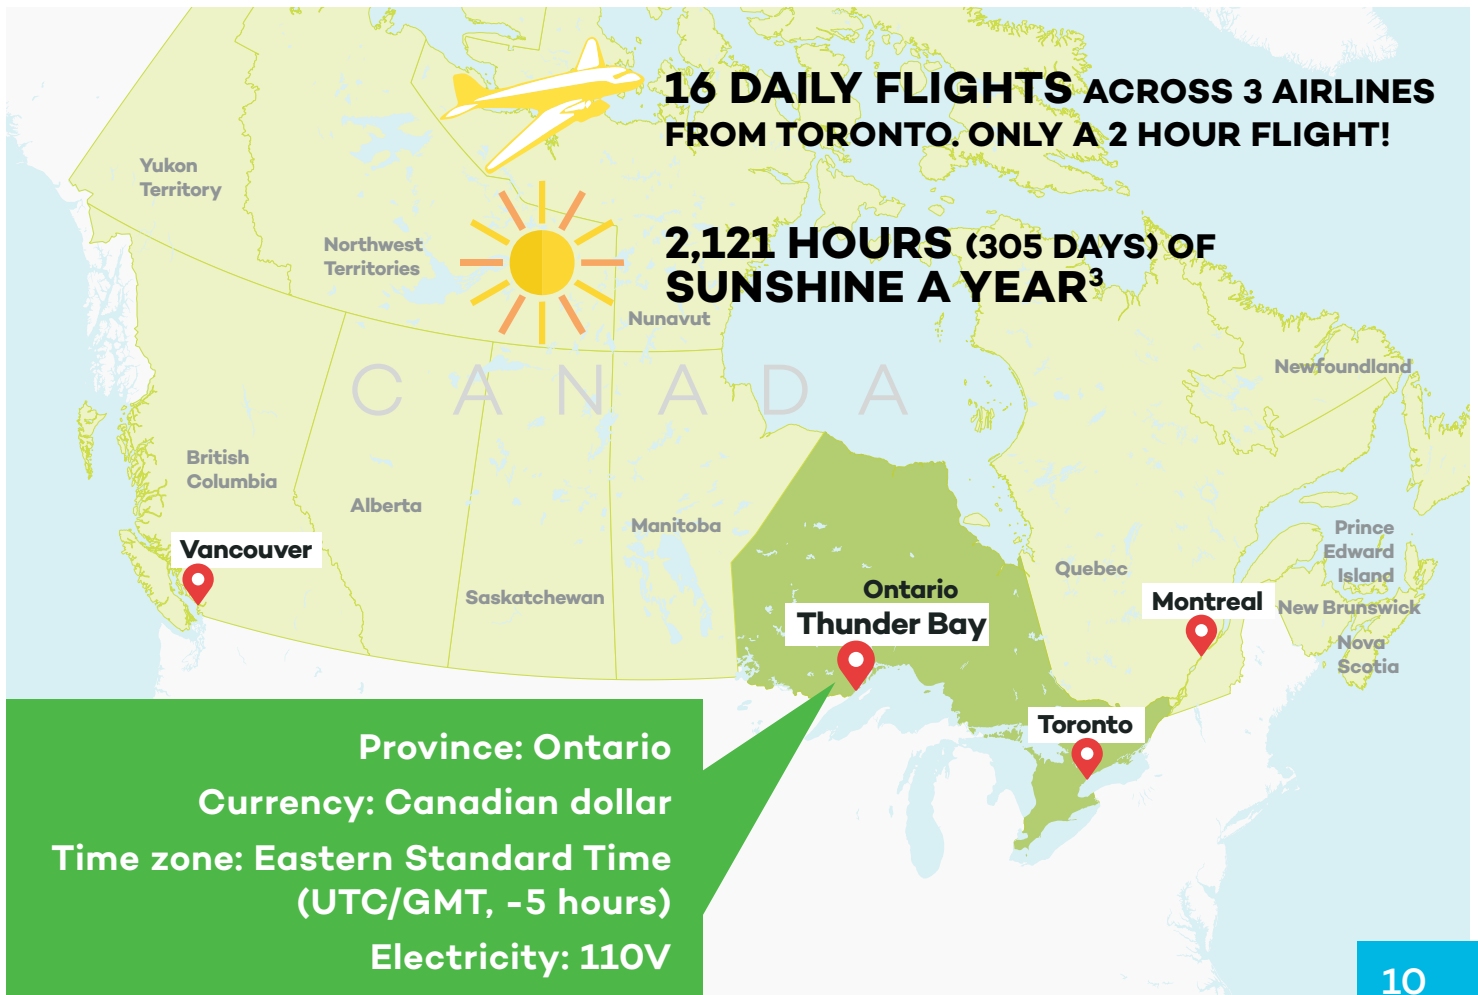 16 DAILY FLIGHTS ACROSS 3 AIRLINES
FROM TORONTO. ONLY A 2 HOUR FLIGHT!
Yukon
Territory
2,121 HOURS (305 DAYS) OF
SUNSHINE A YEAR3
Northwest
Territories
Nunavut
CANADA
Newfoundland
British
Columbia
Alberta
Manitoba
Prince
Edward
Island
Vancouver
Quebec
Saskatchewan
Ontario
Thunder Bay
Montreal
New Brunswick
Nova
Scotia
Toronto
Province: Ontario
Currency: Canadian dollar
Time zone: Eastern Standard Time
(UTC/GMT, -5 hours)
Electricity: 110V
10